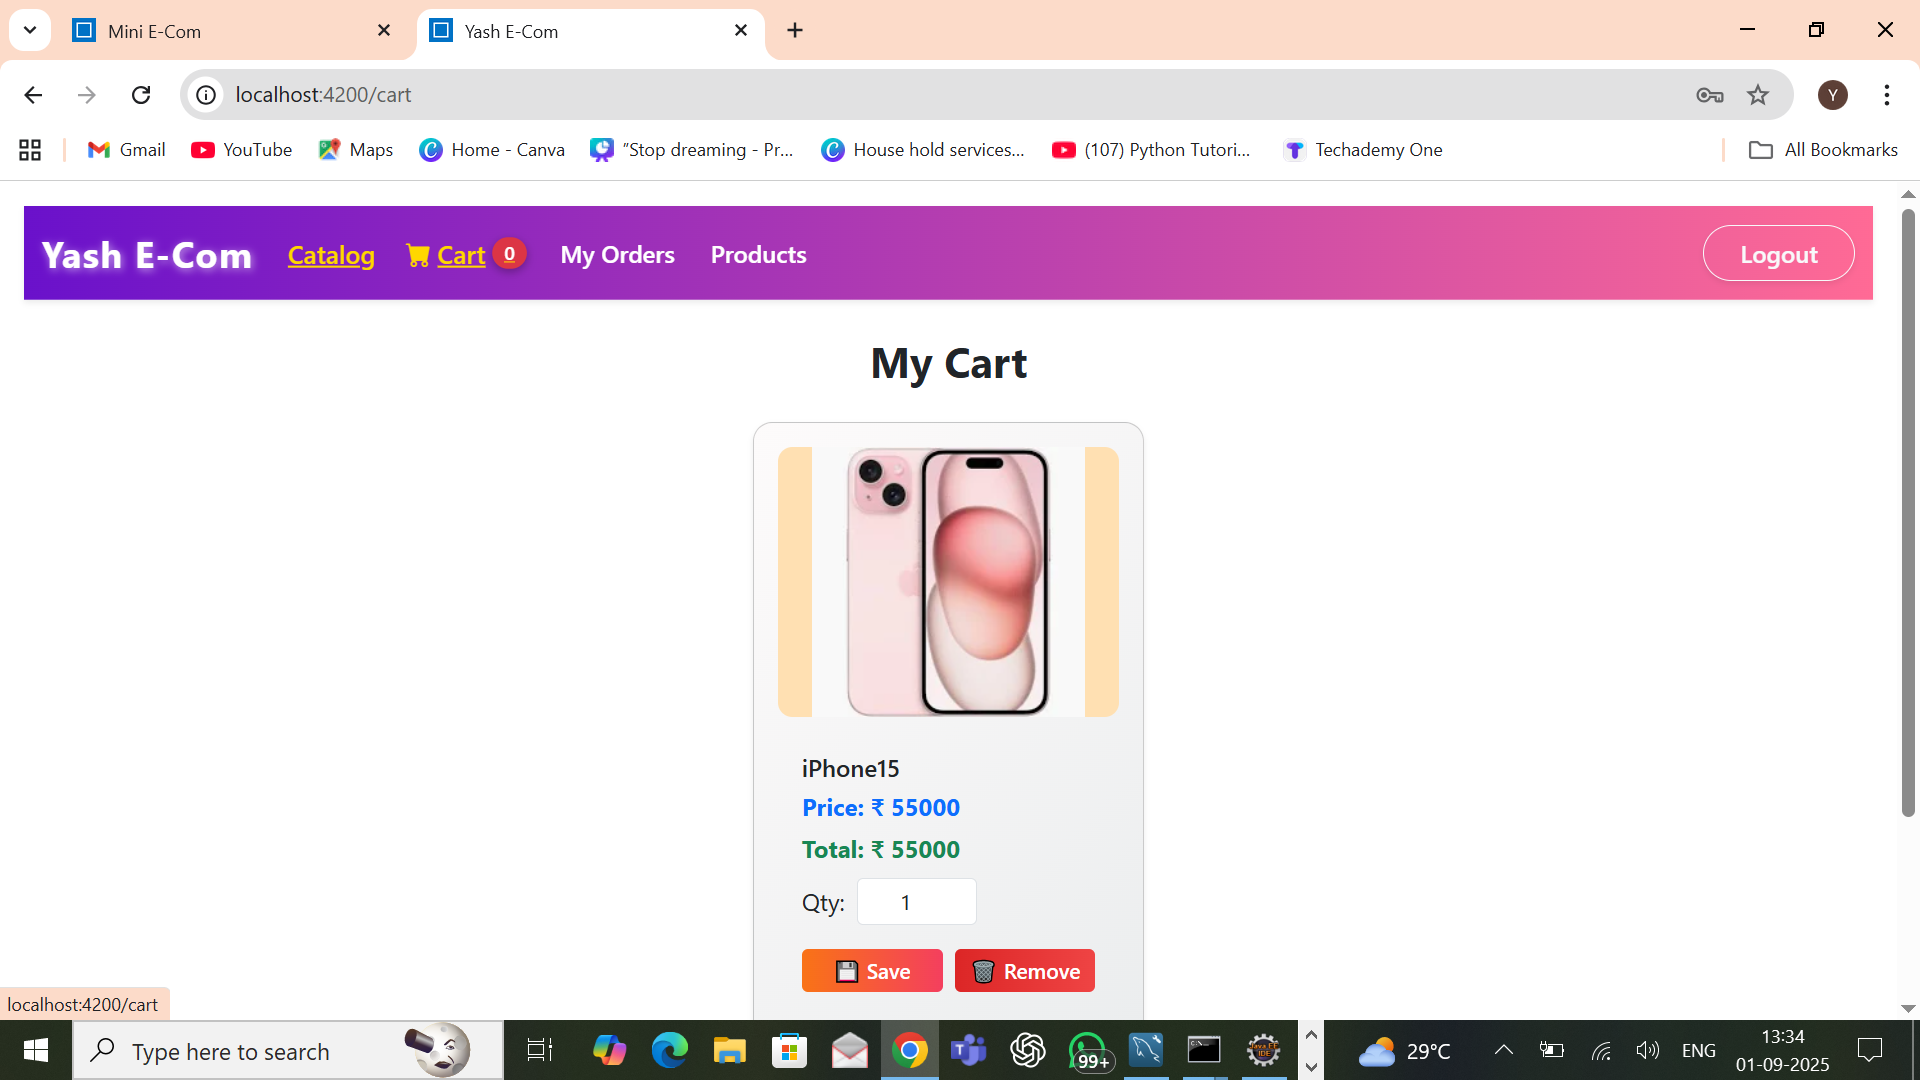 Mini E-Com
Yash E-Com
localhost:4200/cart
Y
Gmail
YouTube
Maps
Home - Canva
"Stop dreaming - Pr...
House hold services...
(107) Python Tutori...
Techademy One
All Bookmarks
Yash E-Com
Catalog
Cart 0
My Orders
Products
Logout
My Cart
iPhone15
Price: ₹ 55000
Total: ₹ 55000
Qty: 1
Save
Remove
localhost:4200/cart
Type here to search
99+
Java EE
IDE
29°C
ENG
13:34
01-09-2025